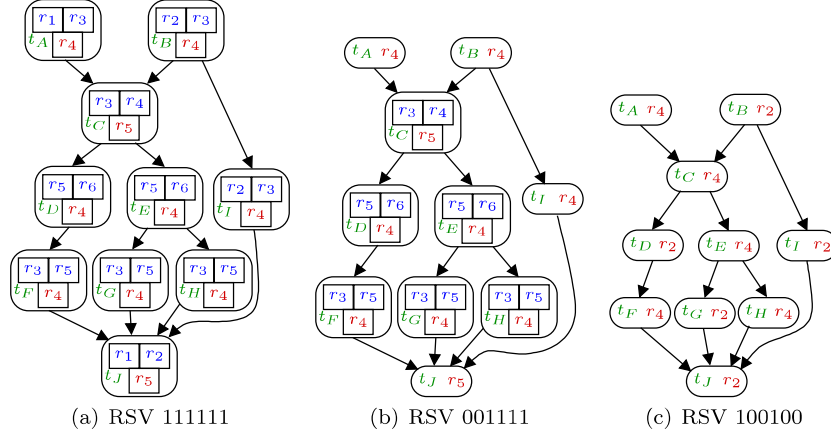 r1 r3
tA r4
r2 r3
tB r4
r3 r4
tC r5
r5 r6
tD r4
r5 r6
tE r4
r2 r3
tI r4
r3 r5
tF r4
r3 r5
tG r4
r3 r5
tH r4
r1 r2
tJ r5
(a) RSV 111111
tA r4
tB r4
r3 r4
tC r5
r5 r6
tD r4
r5 r6
tE r4
tI r4
r3 r5
tF r4
r3 r5
tG r4
r3 r5
tH r4
tJ r5
(b) RSV 001111
tA r4
tB r2
tC r4
tD r2
tE r4
tI r2
tF r4
tG r2
tH r4
tJ r2
(c) RSV 100100